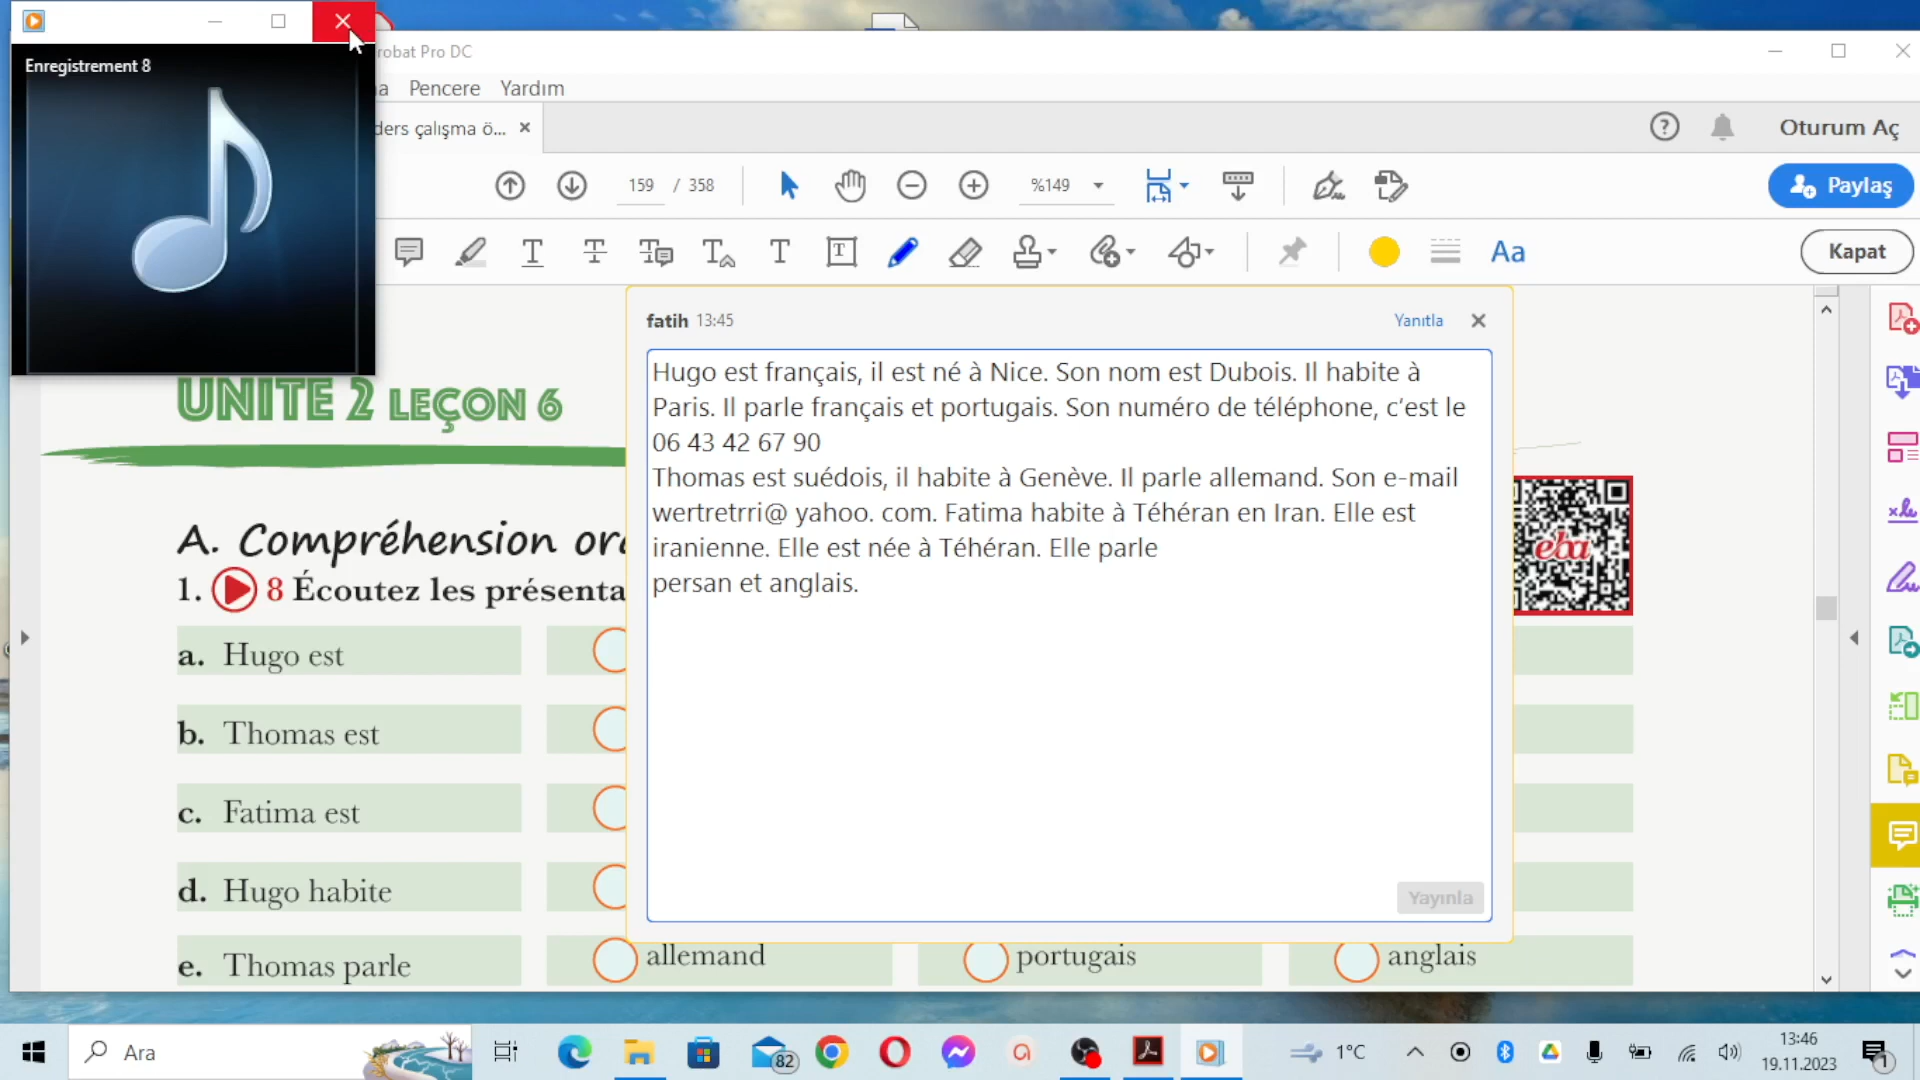 Enregistrement 8
robat Pro DC
a Pencere Yardım
ders çalışma ö...
Oturum Aç
159 / 358
%149
Paylaş
Aa
Kapat
fatih 13:45
Yanıtla
Hugo est français, il est né à Nice. Son nom est Dubois. Il habite à
Paris. Il parle français et portugais. Son numéro de téléphone, c'est le
06 43 42 67 90
Thomas est suédois, il habite à Genève. Il parle allemand. Son e-mail
wertretrri@ yahoo. com. Fatima habite à Téhéran en Iran. Elle est
iranienne. Elle est née à Téhéran. Elle parle
persan et anglais.
Yayınla
UNITE 2 LEÇON 6
A. Compréhension ora
1. 8 Écoutez les présenta
eba
a. Hugo est
b. Thomas est
c. Fatima est
d. Hugo habite
e. Thomas parle
allemand
portugais
anglais
Ara
82
1°C
13:46
19.11.2023
1